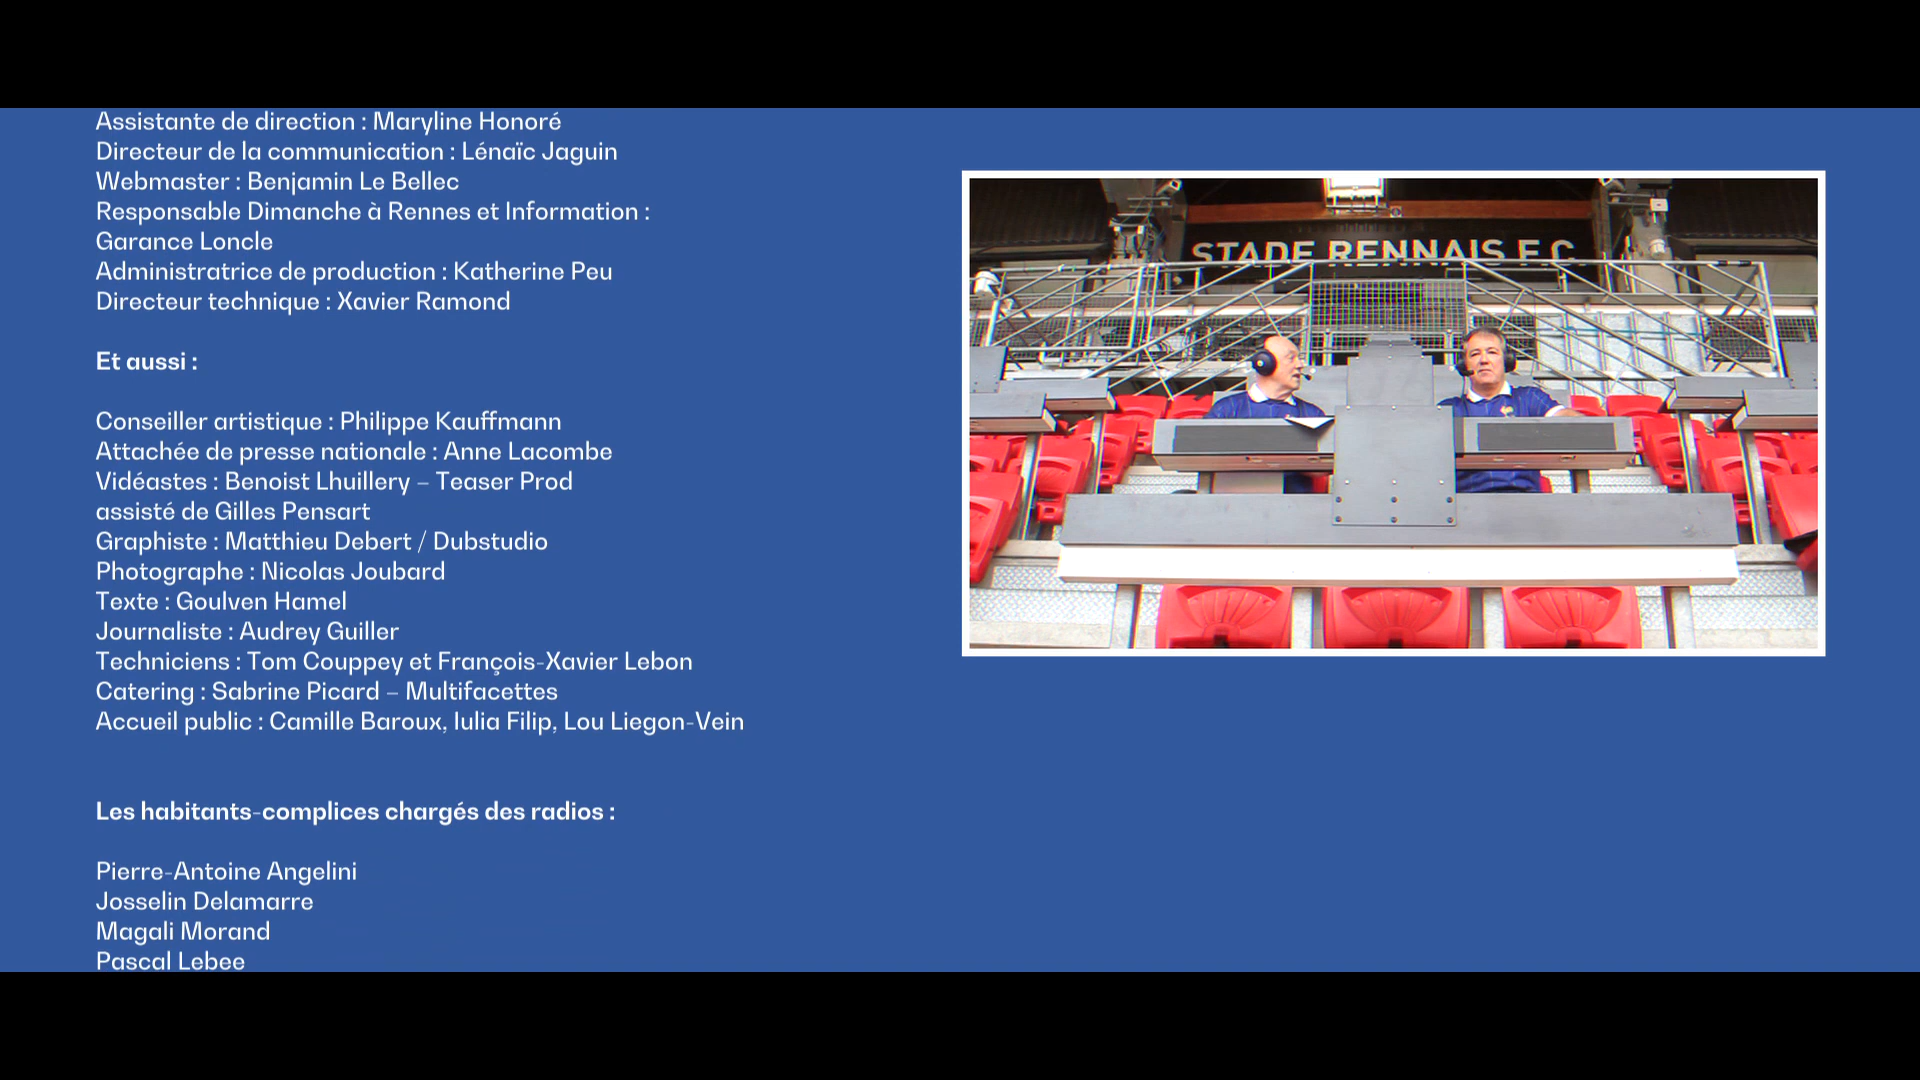 Assistante de direction : Maryline Honoré
Directeur de la communication : Lénaïc Jaguin
Webmaster : Benjamin Le Bellec
Responsable Dimanche à Rennes et Information :
Garance Loncle
Administratrice de production : Katherine Peu
Directeur technique : Xavier Ramond
Et aussi :
Conseiller artistique : Philippe Kauffmann
Attachée de presse nationale : Anne Lacombe
Vidéastes : Benoist Lhuillery – Teaser Prod
assisté de Gilles Pensart
Graphiste : Matthieu Debert / Dubstudio
Photographe : Nicolas Joubard
Texte : Goulven Hamel
Journaliste : Audrey Guiller
Techniciens : Tom Couppey et François-Xavier Lebon
Catering : Sabrine Picard – Multifacettes
Accueil public : Camille Baroux, Iulia Filip, Lou Liegon-Vein
Les habitants-complices chargés des radios :
Pierre-Antoine Angelini
Josselin Delamarre
Magali Morand
Pascal Lebee
STADE RENNAIS F.C.